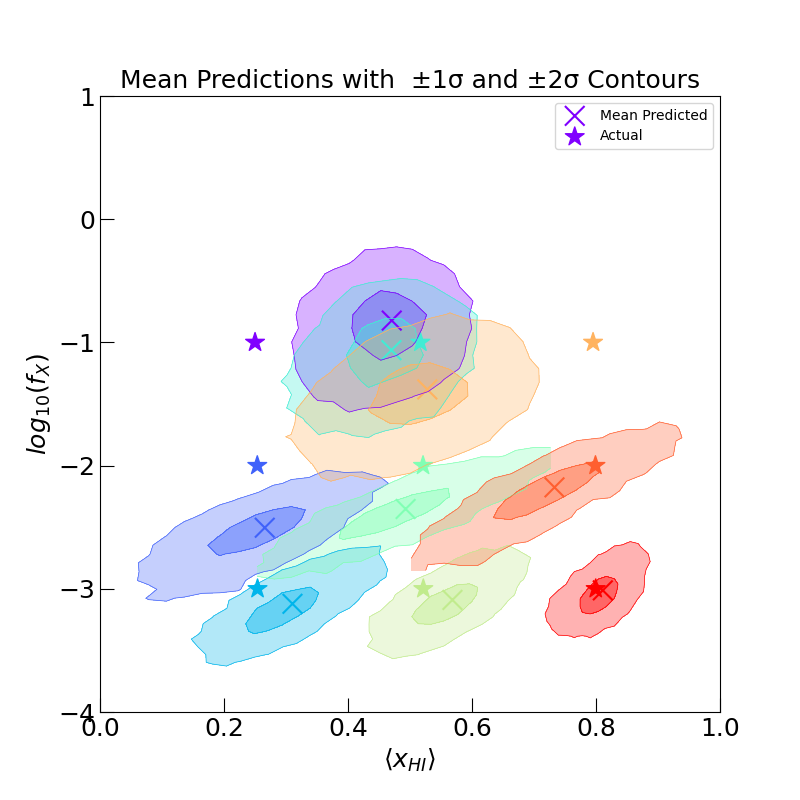 Mean Predictions with ±1σ and ±2σ Contours
Mean Predicted
Actual
1
0
−1
−2
−3
−4
log10(fX)
0.0 0.2 0.4 0.6 0.8 1.0
⟨xHI⟩